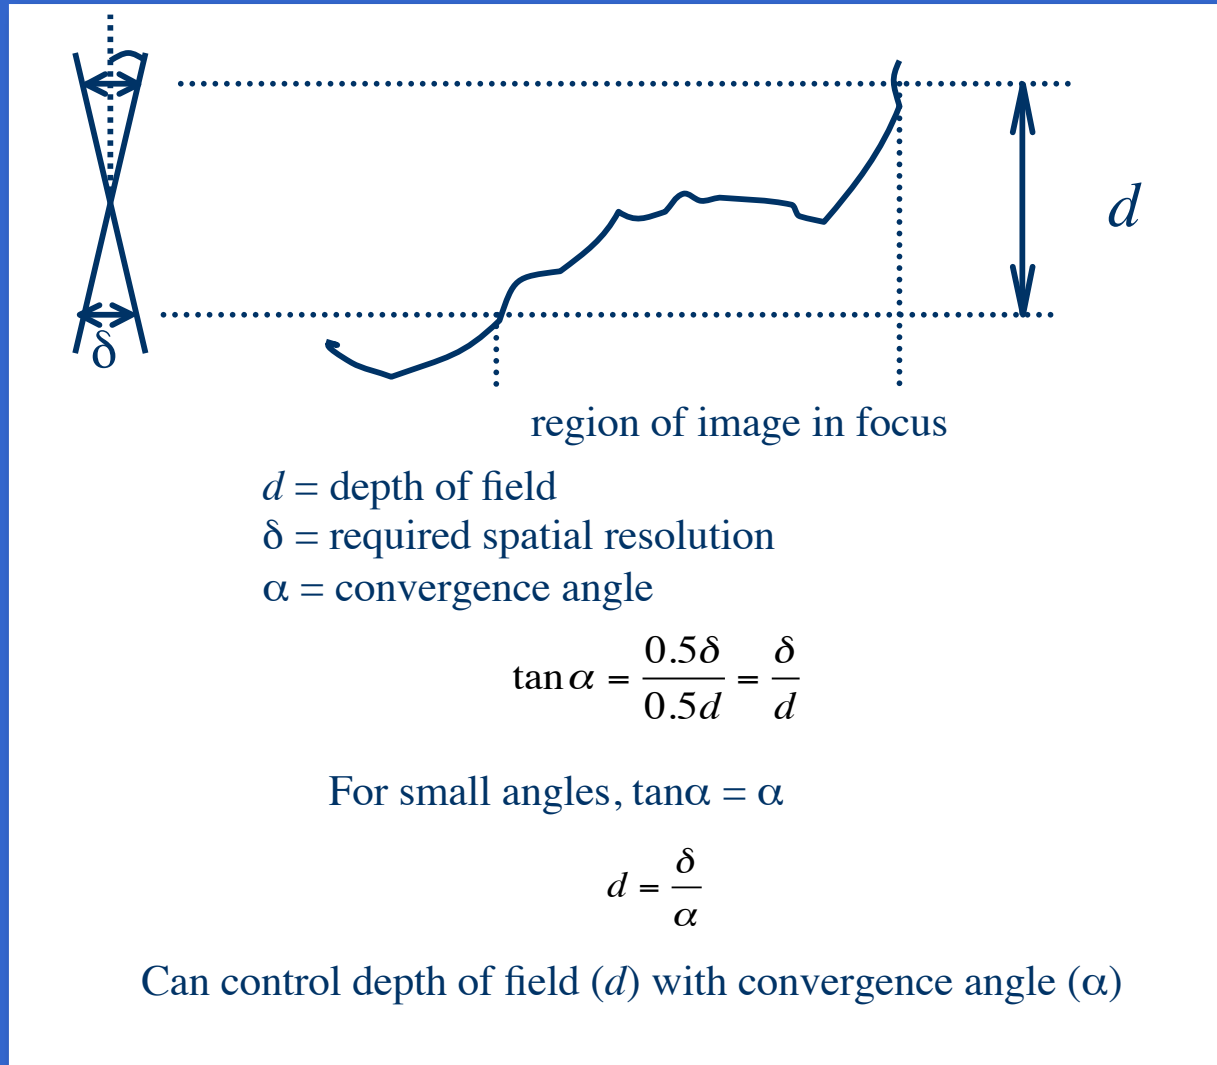 d
δ
region of image in focus
d = depth of field
δ = required spatial resolution
α = convergence angle
tan α = 0.5δ / 0.5d = δ / d
For small angles, tanα = α
d = δ / α
Can control depth of field (d) with convergence angle (α)